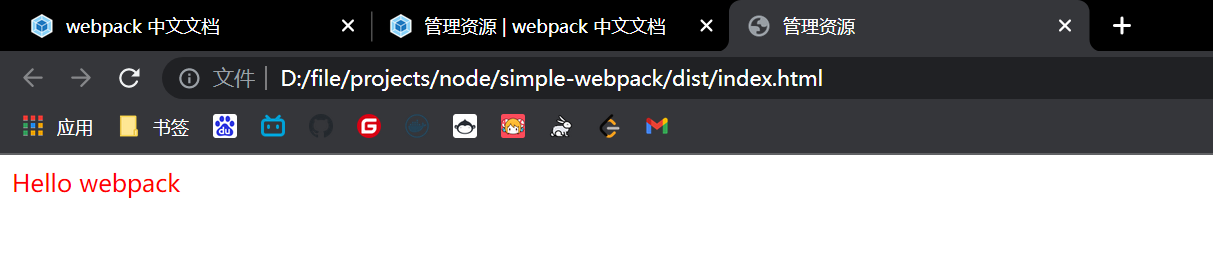 webpack 中文文档 管理资源 | webpack 中文文档 管理资源
文件 | D:/file/projects/node/simple-webpack/dist/index.html
应用 书签 du G M
Hello webpack